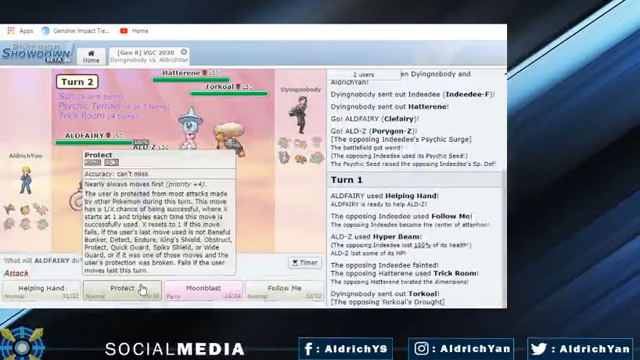 Apps
Genshin Impact Tie...
Home
Pokémon
SHOWDOWN!
BETA
Home
[Gen 8] VGC 2020
Dyingnobody vs. AldrichYan
2 users
Turn 2
Sun (5 or 8 turns)
Psychic Terrain (4 or 7 turns)
Trick Room (4 turns)
Hatterene L50
Torkoal L50
Dyingnobody
ALDFAIRY L50
100%
ALD-Z L50
AldrichYan
Protect
Accuracy: can't miss
Nearly always moves first (priority +4).
The user is protected from most attacks made
by other Pokemon during this turn. This move
has a 1/X chance of being successful, where X
starts at 1 and triples each time this move is
successfully used. X resets to 1 if this move
fails, if the user's last move used is not Baneful
Bunker, Detect, Endure, King's Shield, Obstruct,
Protect, Quick Guard, Spiky Shield, or Wide
Guard, or if it was one of those moves and the
user's protection was broken. Fails if the user
moves last this turn.
What will ALDFAIRY do?
Timer
Attack
Helping Hand
Normal 31/32
Protect
Normal
Moonblast
Fairy 24/24
Follow Me
Normal 32/32
AldrichYan!
Dyingnobody sent out Indeedee (Indeedee-F)!
Dyingnobody sent out Hatterene!
Go! ALDFAIRY (Clefairy)!
Go! ALD-Z (Porygon-Z)!
[The opposing Indeedee's Psychic Surge]
The battlefield got weird!
(The opposing Indeedee used its Psychic Seed!)
The Psychic Seed raised the opposing Indeedee's Sp. Def!
Turn 1
ALDFAIRY used Helping Hand!
ALDFAIRY is ready to help ALD-Z!
The opposing Indeedee used Follow Me!
The opposing Indeedee became the center of attention!
ALD-Z used Hyper Beam!
(The opposing Indeedee lost 100% of its health!)
ALD-Z lost some of its HP!
The opposing Indeedee fainted!
The opposing Hatterene used Trick Room!
The opposing Hatterene twisted the dimensions!
Dyingnobody sent out Torkoal!
[The opposing Torkoal's Drought]
SOCIALMEDIA
f : AldrichYS
: AldrichYan
: AldrichYan